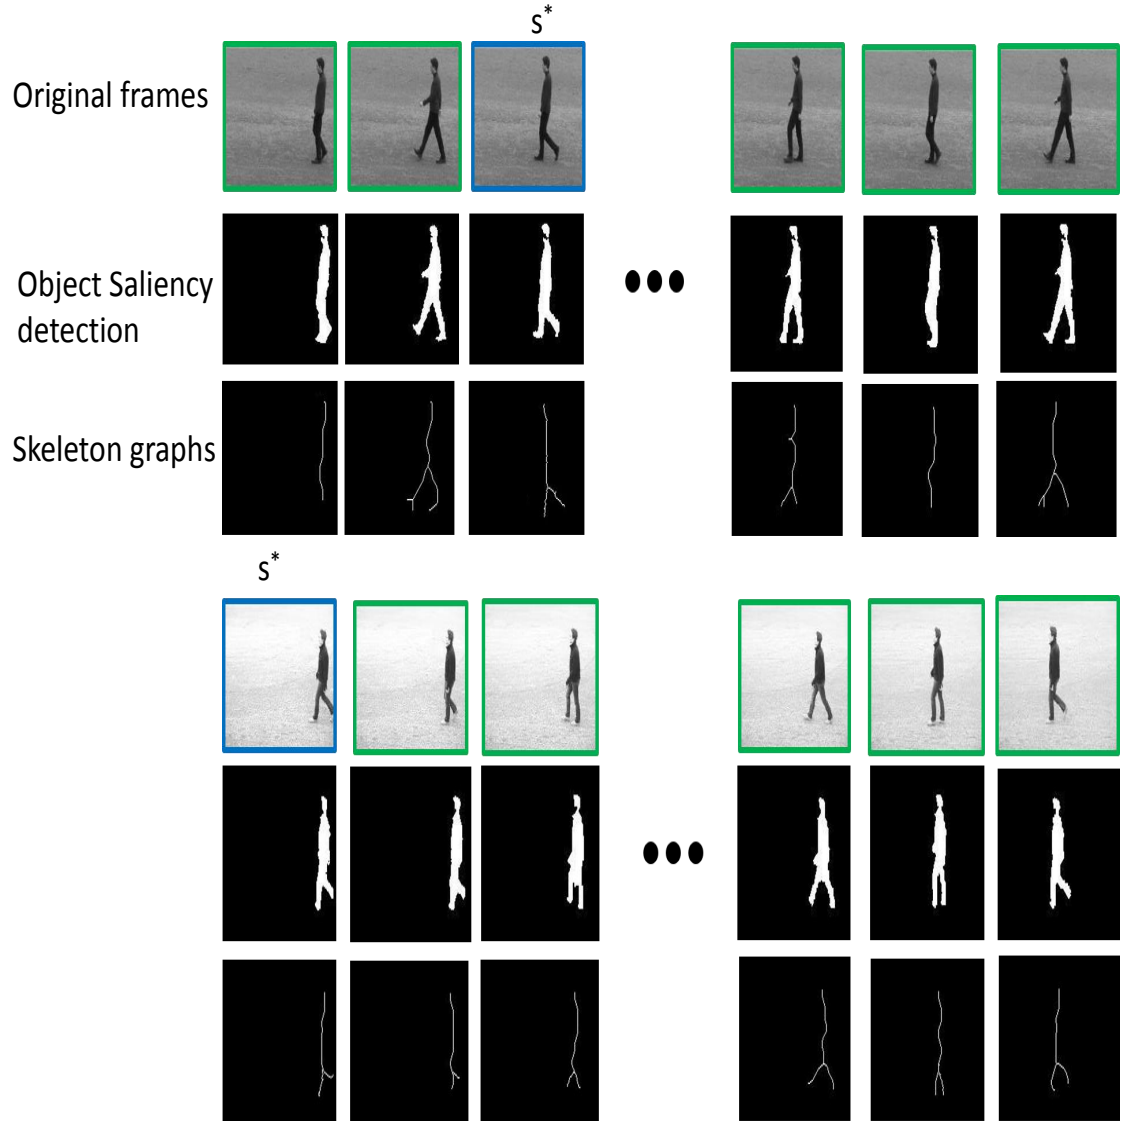 s*
Original frames
Object Saliency
detection
Skeleton graphs
s*